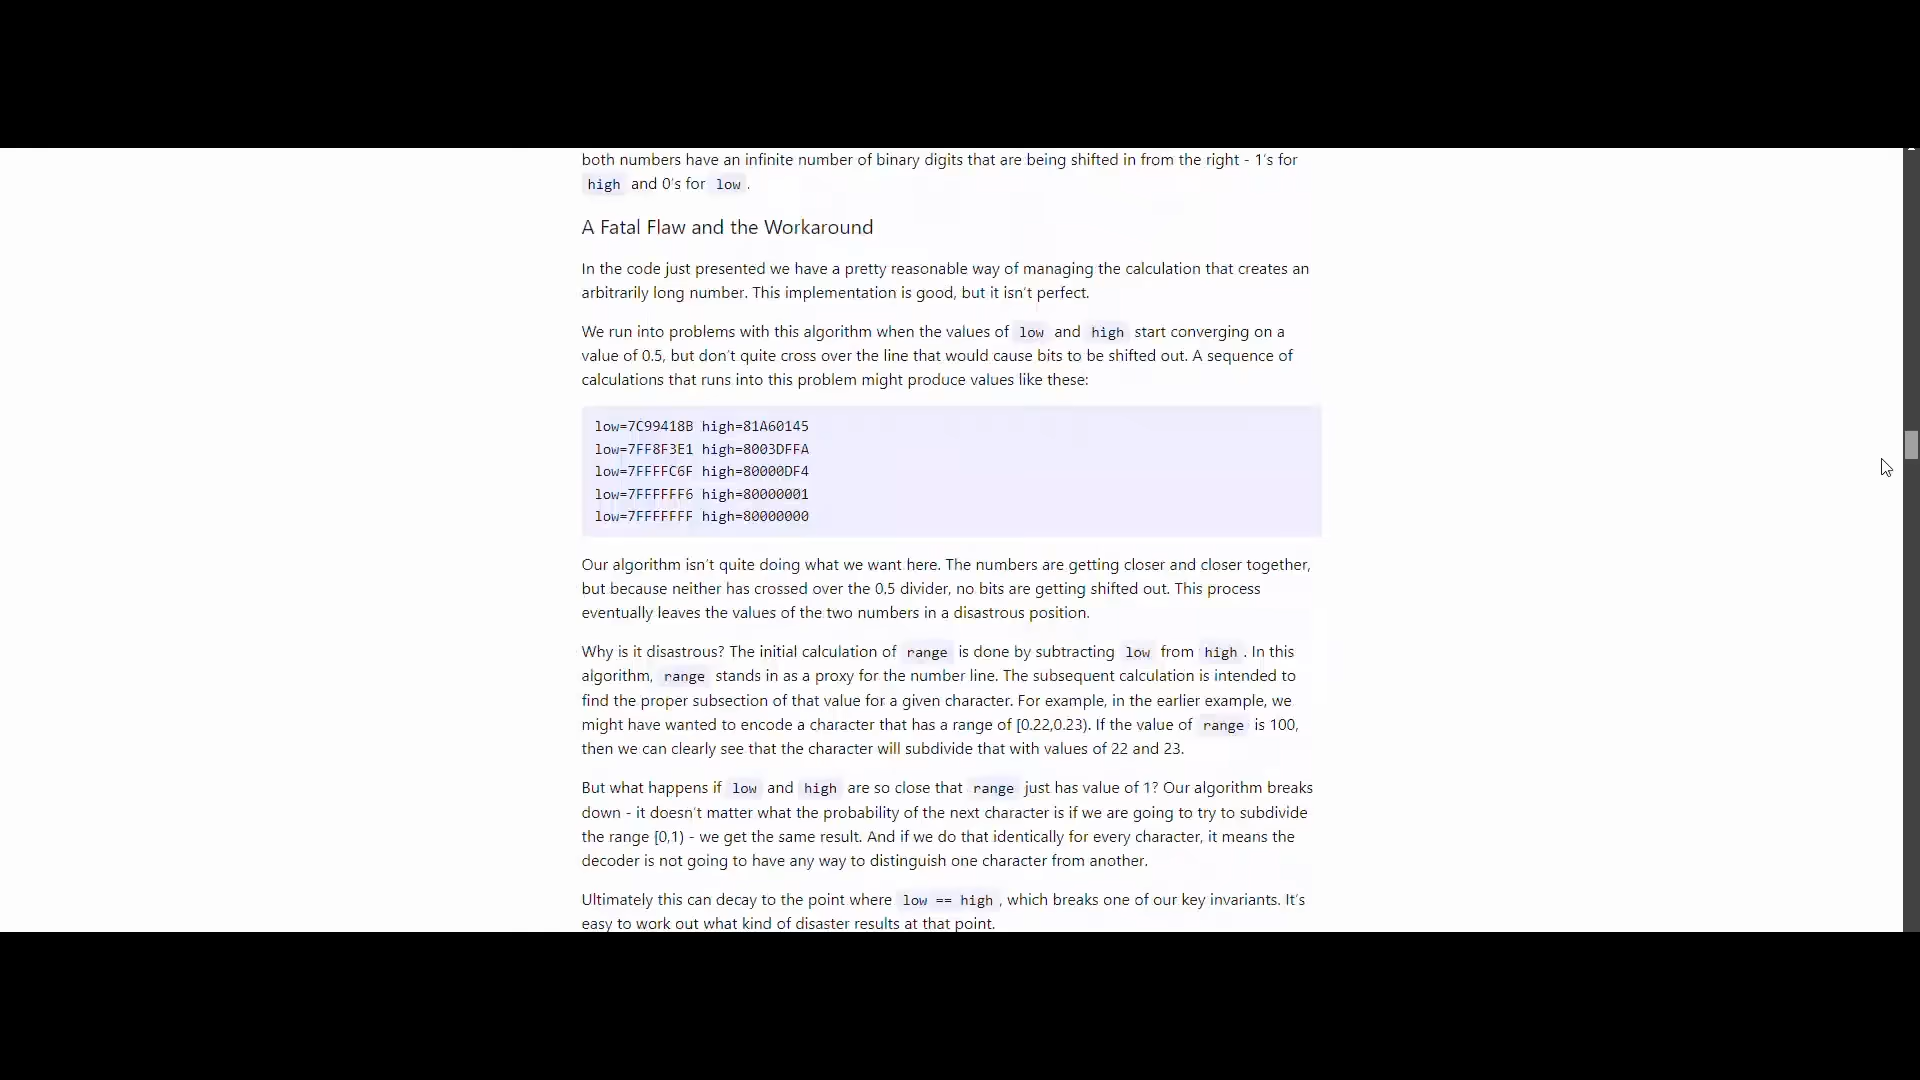 both numbers have an infinite number of binary digits that are being shifted in from the right - 1's for
high and 0's for low.
A Fatal Flaw and the Workaround
In the code just presented we have a pretty reasonable way of managing the calculation that creates an
arbitrarily long number. This implementation is good, but it isn't perfect.
We run into problems with this algorithm when the values of low and high start converging on a
value of 0.5, but don't quite cross over the line that would cause bits to be shifted out. A sequence of
calculations that runs into this problem might produce values like these:
low=7C99418B high=81A60145
low=7FF8F3E1 high=8003DFFA
low=7FFFFC6F high=80000DF4
low=7FFFFFF6 high=80000001
low=7FFFFFFF high=80000000
Our algorithm isn't quite doing what we want here. The numbers are getting closer and closer together,
but because neither has crossed over the 0.5 divider, no bits are getting shifted out. This process
eventually leaves the values of the two numbers in a disastrous position.
Why is it disastrous? The initial calculation of range is done by subtracting low from high. In this
algorithm, range stands in as a proxy for the number line. The subsequent calculation is intended to
find the proper subsection of that value for a given character. For example, in the earlier example, we
might have wanted to encode a character that has a range of [0.22,0.23). If the value of range is 100,
then we can clearly see that the character will subdivide that with values of 22 and 23.
But what happens if low and high are so close that range just has value of 1? Our algorithm breaks
down - it doesn't matter what the probability of the next character is if we are going to try to subdivide
the range [0,1) - we get the same result. And if we do that identically for every character, it means the
decoder is not going to have any way to distinguish one character from another.
Ultimately this can decay to the point where low == high, which breaks one of our key invariants. It's
easy to work out what kind of disaster results at that point.